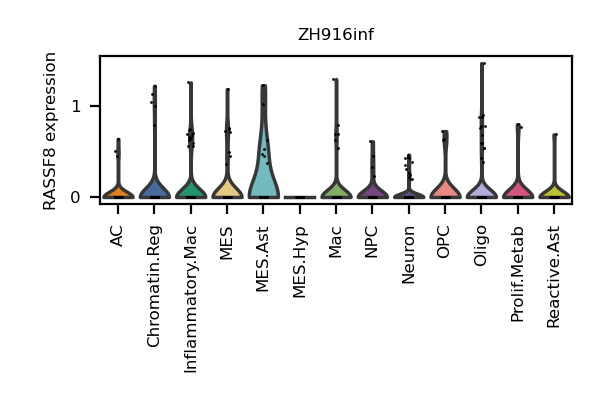 ZH916inf
RASSF8 expression
1
0
AC
Chromatin.Reg
Inflammatory.Mac
MES
MES.Ast
MES.Hyp
Mac
NPC
Neuron
OPC
Oligo
Prolif.Metab
Reactive.Ast